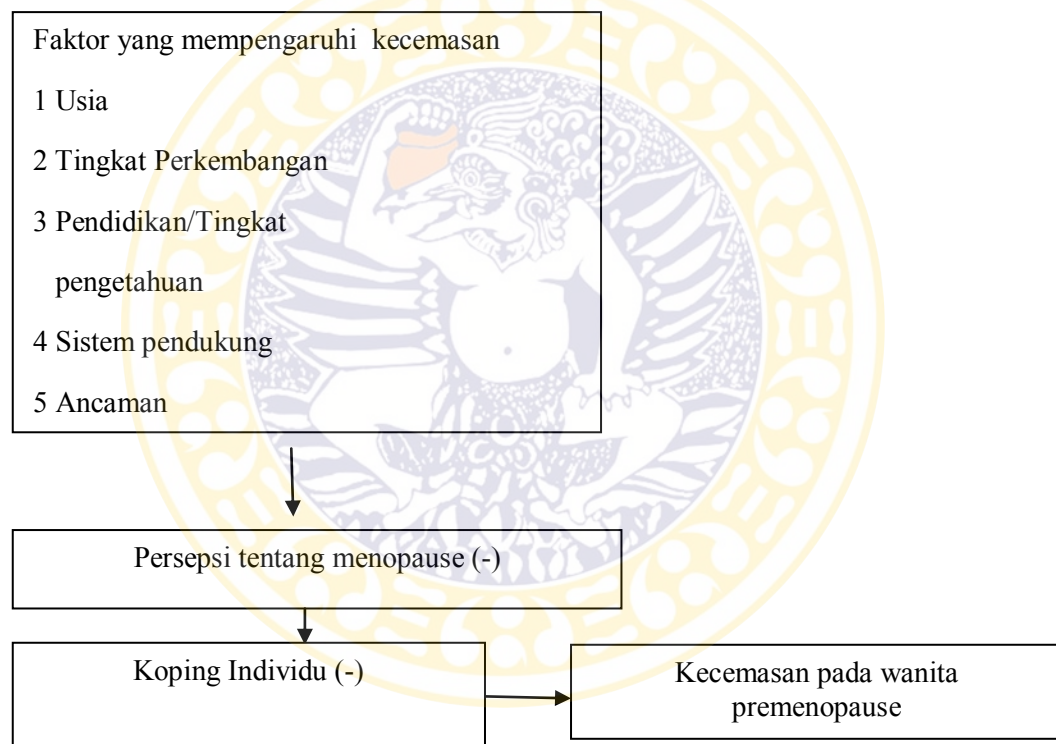 Faktor yang mempengaruhi kecemasan
1 Usia
2 Tingkat Perkembangan
3 Pendidikan/Tingkat
pengetahuan
4 Sistem pendukung
5 Ancaman
Persepsi tentang menopause (-)
Koping Individu (-)
Kecemasan pada wanita
premenopause